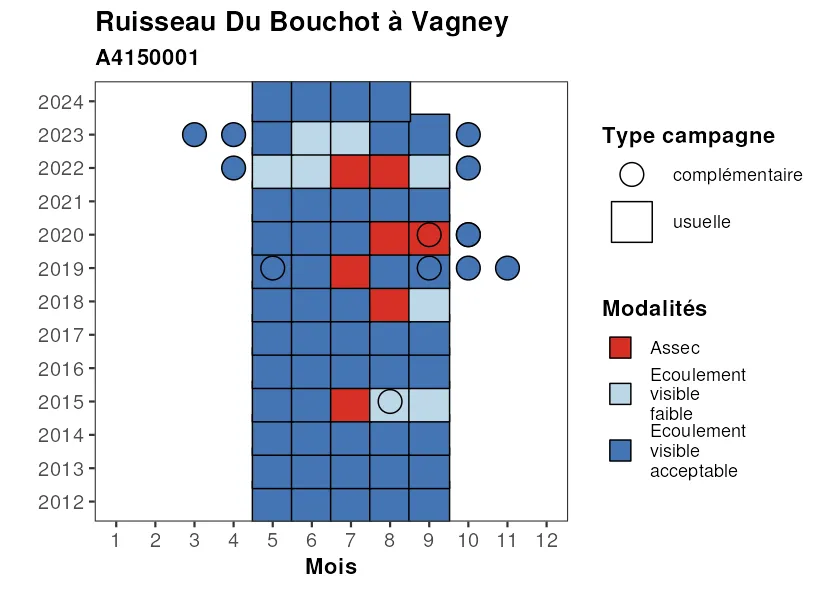 Ruisseau Du Bouchot à Vagney
A4150001
2024
2023
2022
2021
2020
2019
2018
2017
2016
2015
2014
2013
2012
1 2 3 4 5 6 7 8 9 10 11 12
Mois
Type campagne
complémentaire
usuelle
Modalités
Assec
Ecoulement
visible
faible
Ecoulement
visible
acceptable